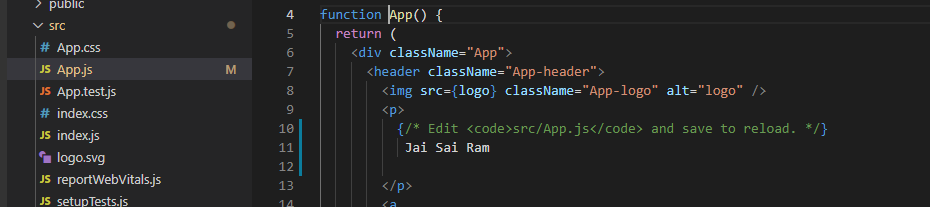 public
src
# App.css
JS App.js M
JS App.test.js
# index.css
JS index.js
logo.svg
JS reportWebVitals.js
JS setupTests.js
4 function App() {
5 return (
6 <div className="App">
7 <header className="App-header">
8 <img src={logo} className="App-logo" alt="logo" />
9 <p>
10 {/* Edit <code>src/App.js</code> and save to reload. */}
11 Jai Sai Ram
12
13 </p>
14 <a